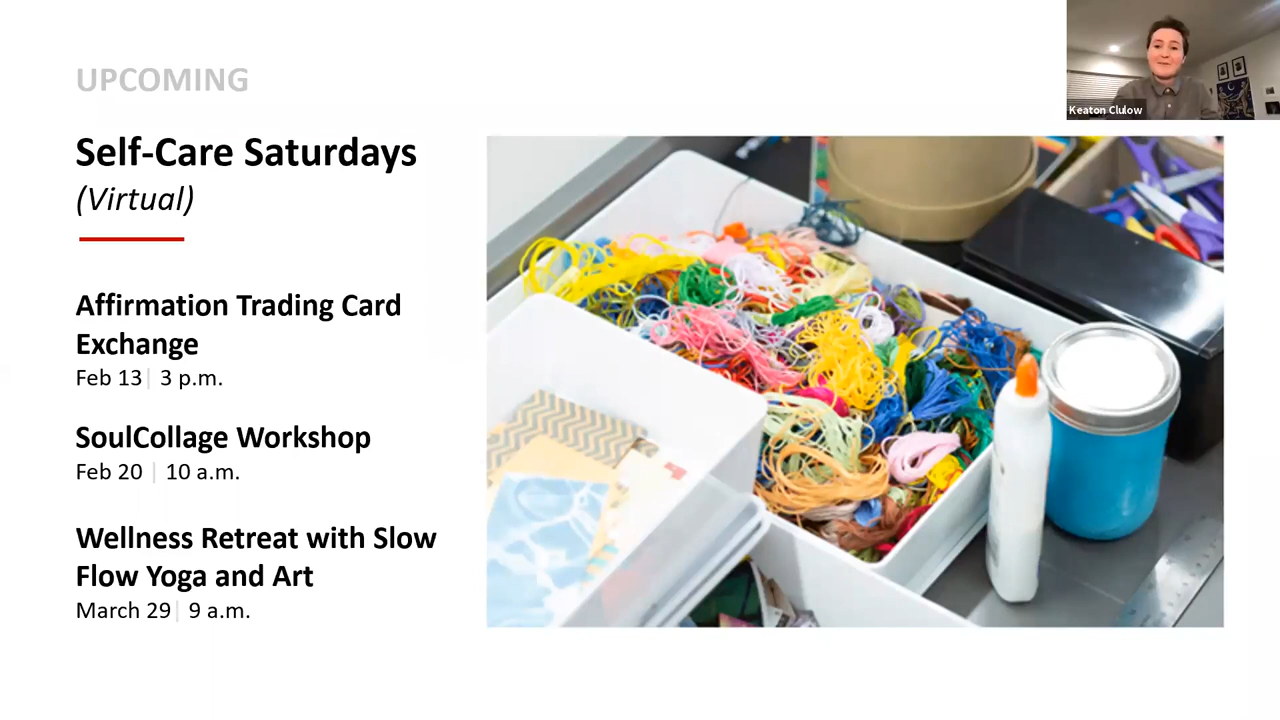 UPCOMING
Keaton Clulow
Self-Care Saturdays
(Virtual)
Affirmation Trading Card
Exchange
Feb 13| 3 p.m.
SoulCollage Workshop
Feb 20 | 10 a.m.
Wellness Retreat with Slow
Flow Yoga and Art
March 29| 9 a.m.